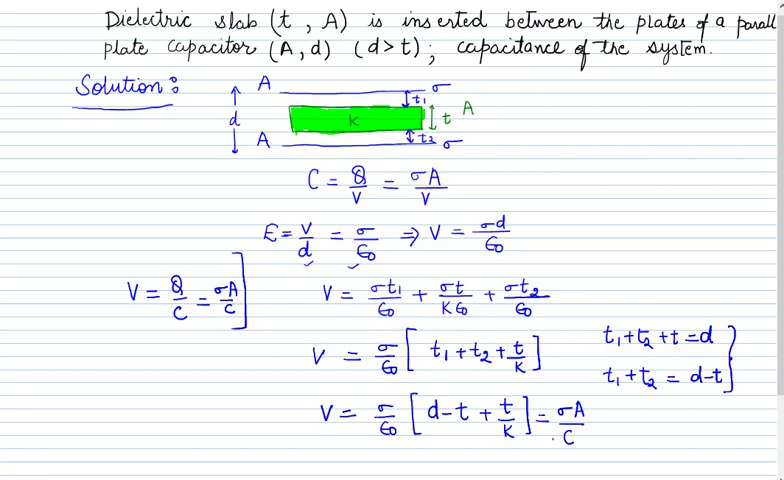 Dielectric slab (t, A) is inserted between the plates of a parall
plate capacitor (A, d) (d>t); capacitance of the system.
Solution:
A σ
t₁
d K t A
t₂
A σ
C = Q/V = σA/V
E = V/d = σ/ϵ₀ ⇒ V = σd/ϵ₀
V = Q/C = σA/C]
V = σt₁/ϵ₀ + σt/Kϵ₀ + σt₂/ϵ₀
V = σ/ϵ₀ [t₁+t₂+t/K]
t₁+t₂+t = d
t₁+t₂ = d-t}
V = σ/ϵ₀ [d-t + t/K] = σA/C